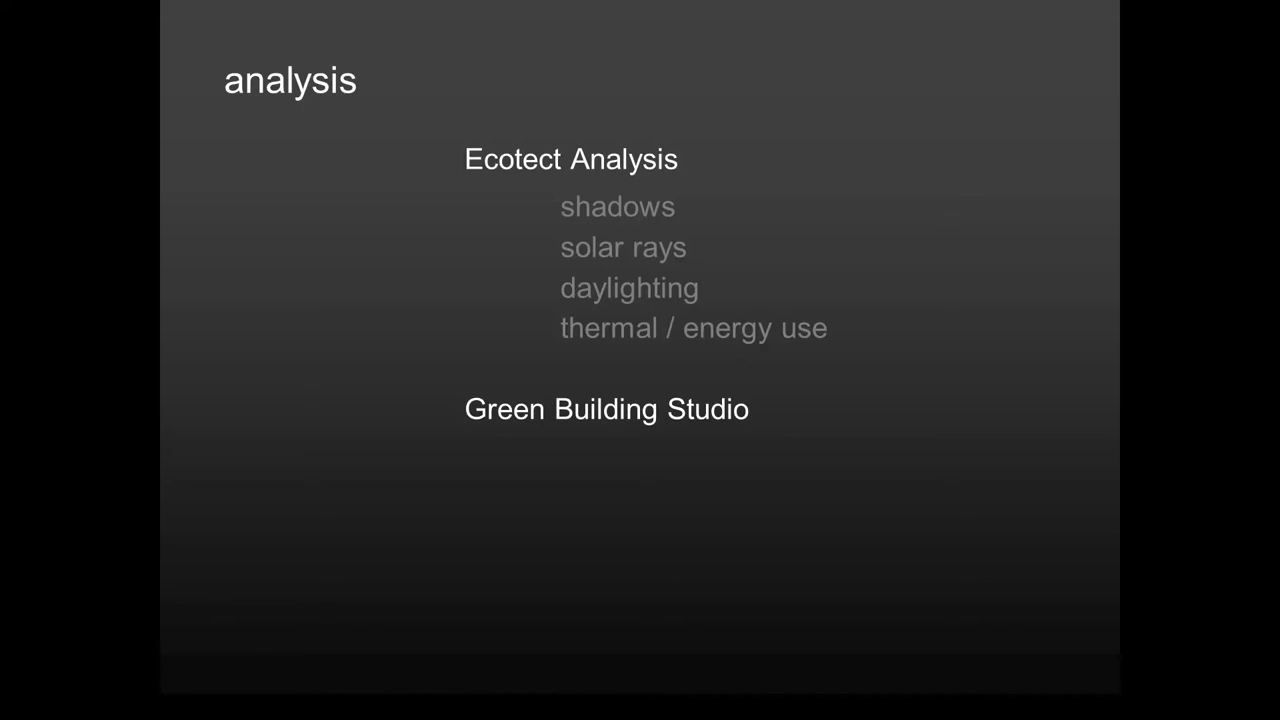 analysis
Ecotect Analysis
shadows
solar rays
daylighting
thermal / energy use
Green Building Studio